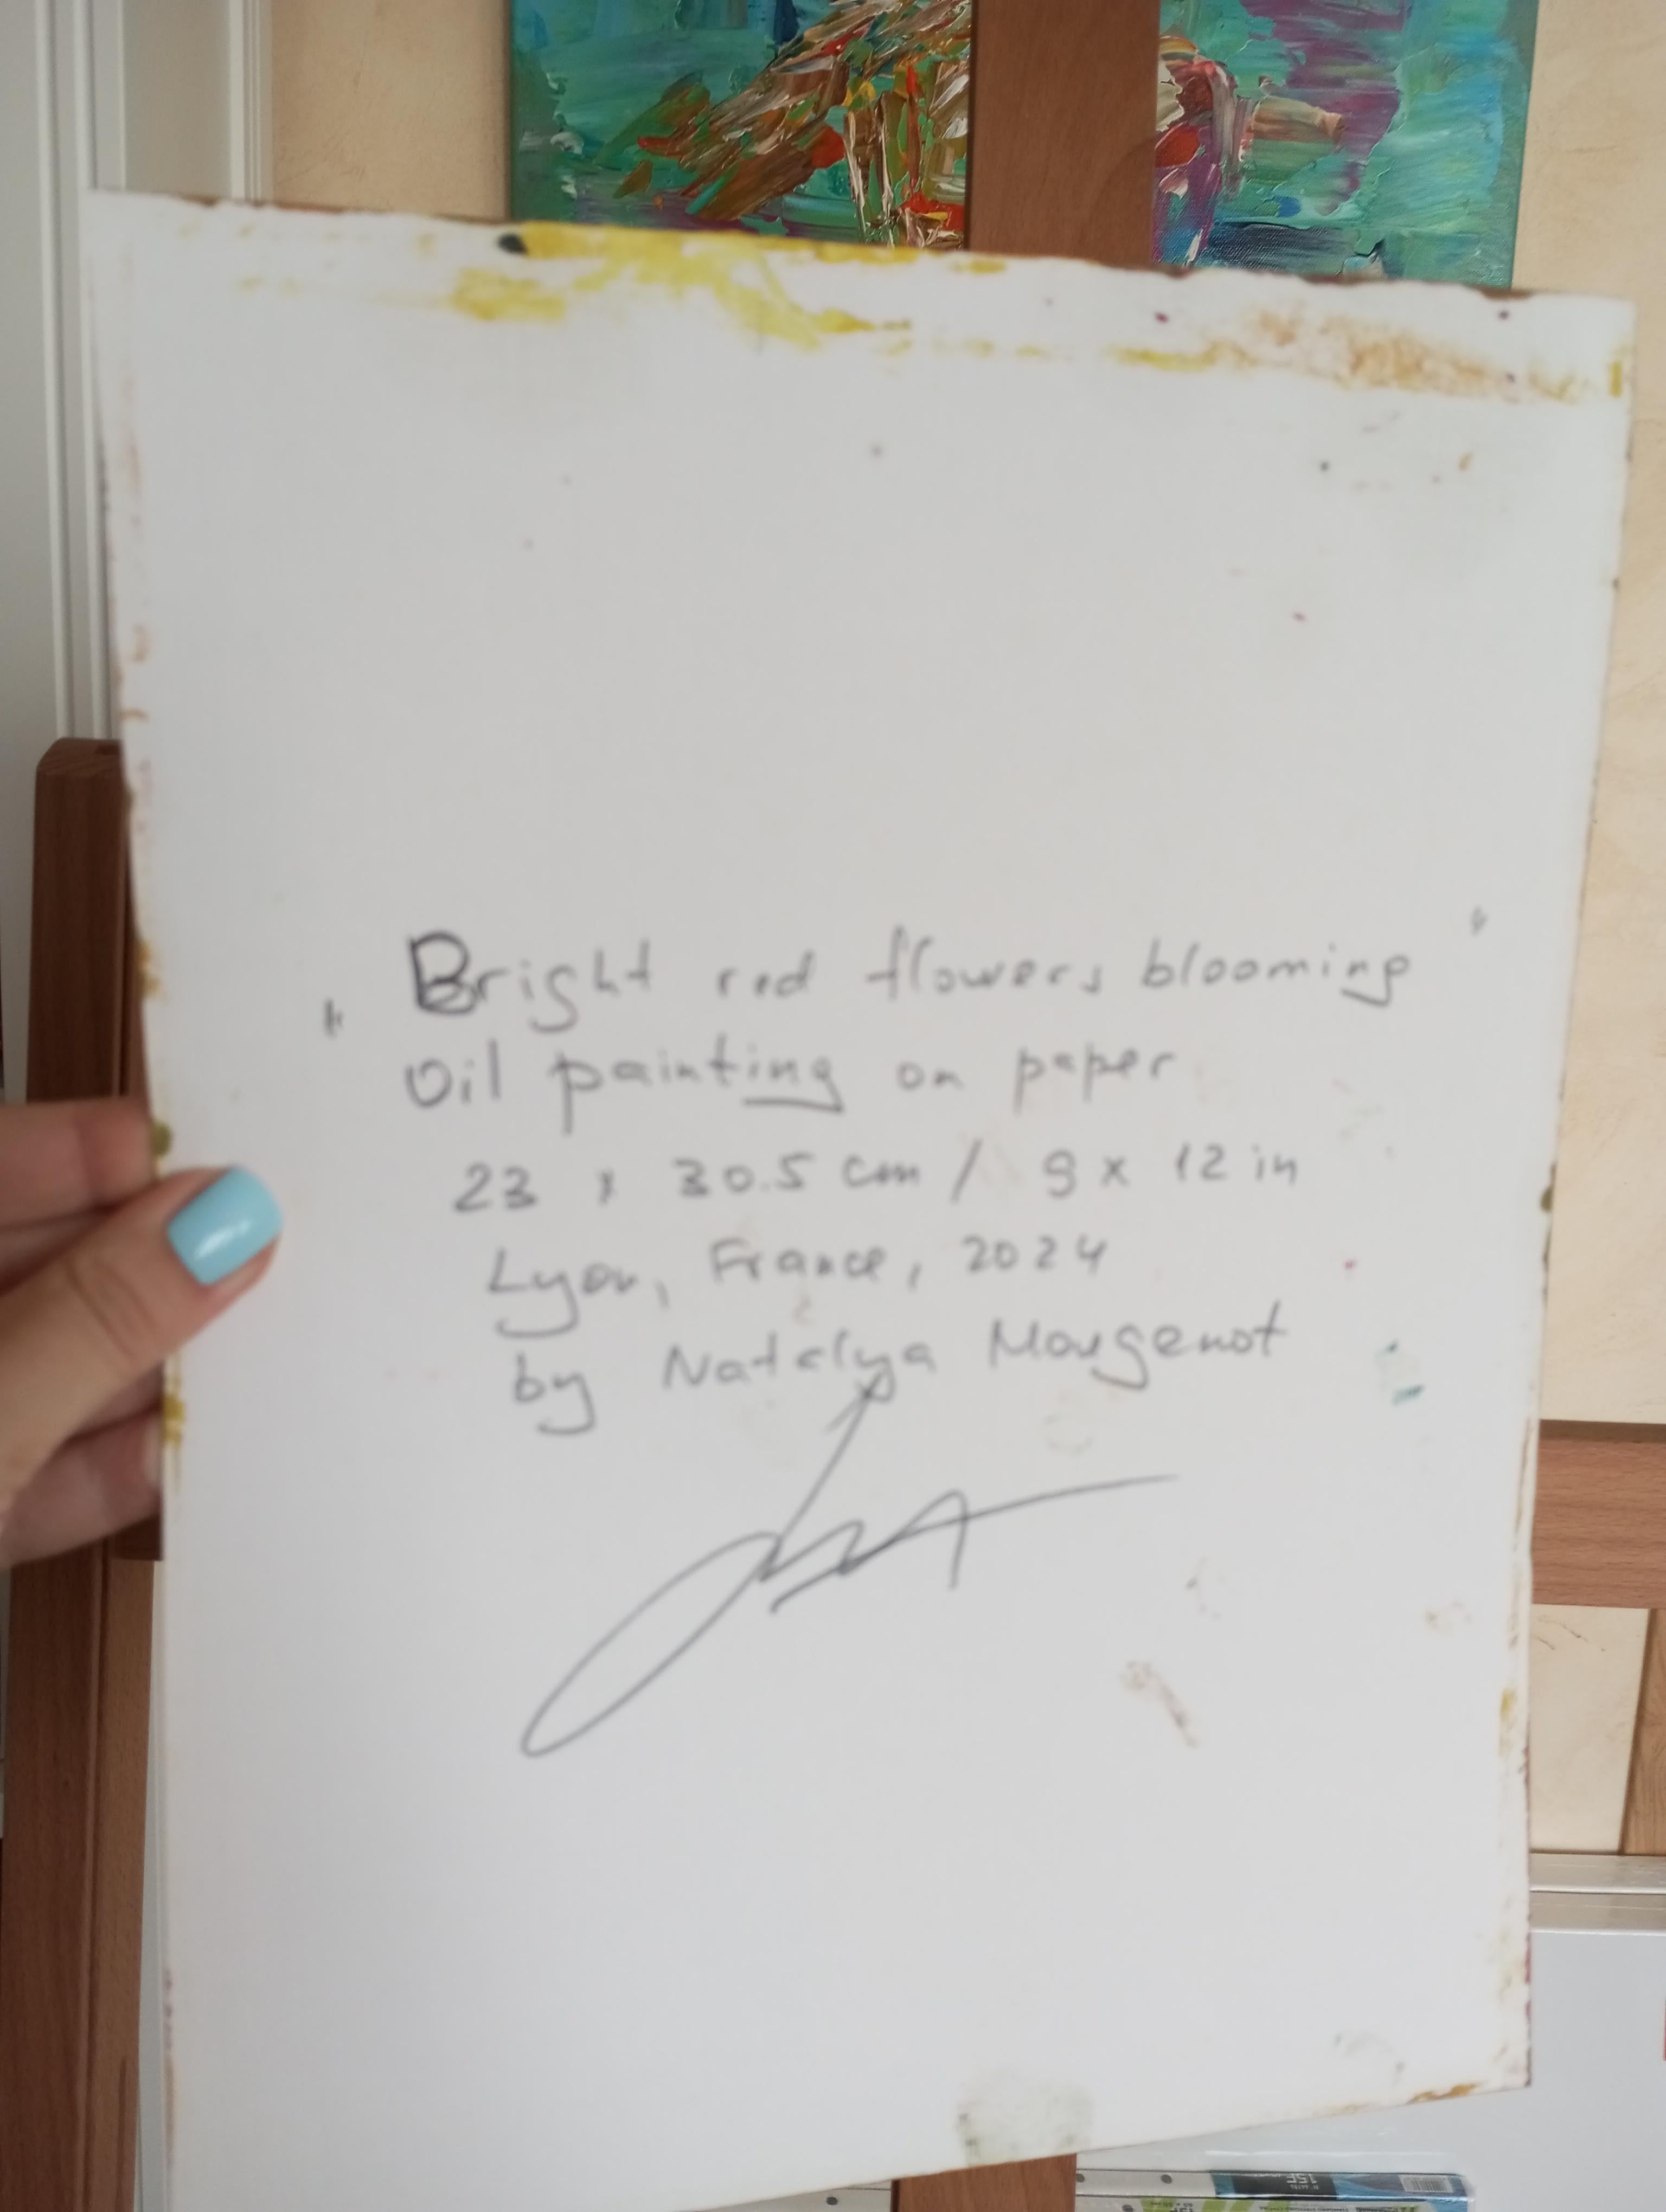 "Bright red flowers blooming"
Oil painting on paper
23 x 30.5 cm / 9 x 12 in
Lyon, France, 2024
by Natalya Mougenot